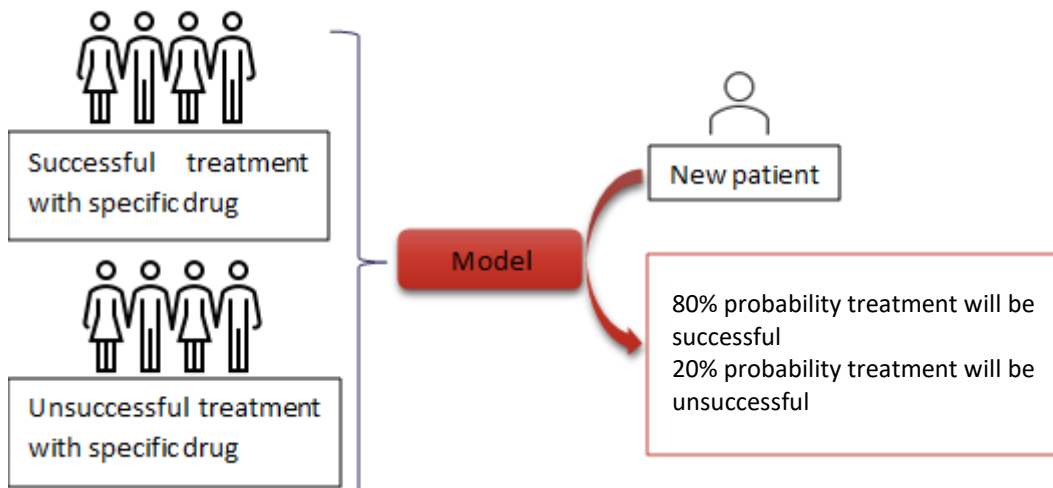 Successful treatment
with specific drug
Unsuccessful treatment
with specific drug
Model
New patient
80% probability treatment will be
successful
20% probability treatment will be
unsuccessful